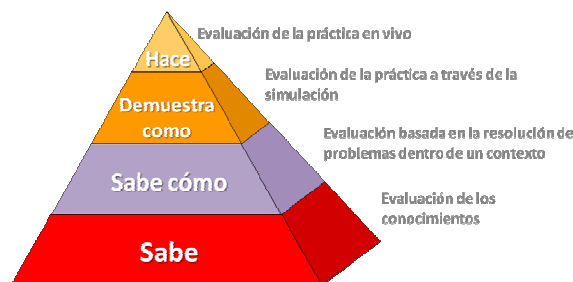 Hace
Evaluación de la práctica en vivo
Demuestra
como
Evaluación de la práctica a través de la
simulación
Sabe cómo
Evaluación basada en la resolución de
problemas dentro de un contexto
Sabe
Evaluación de los
conocimientos